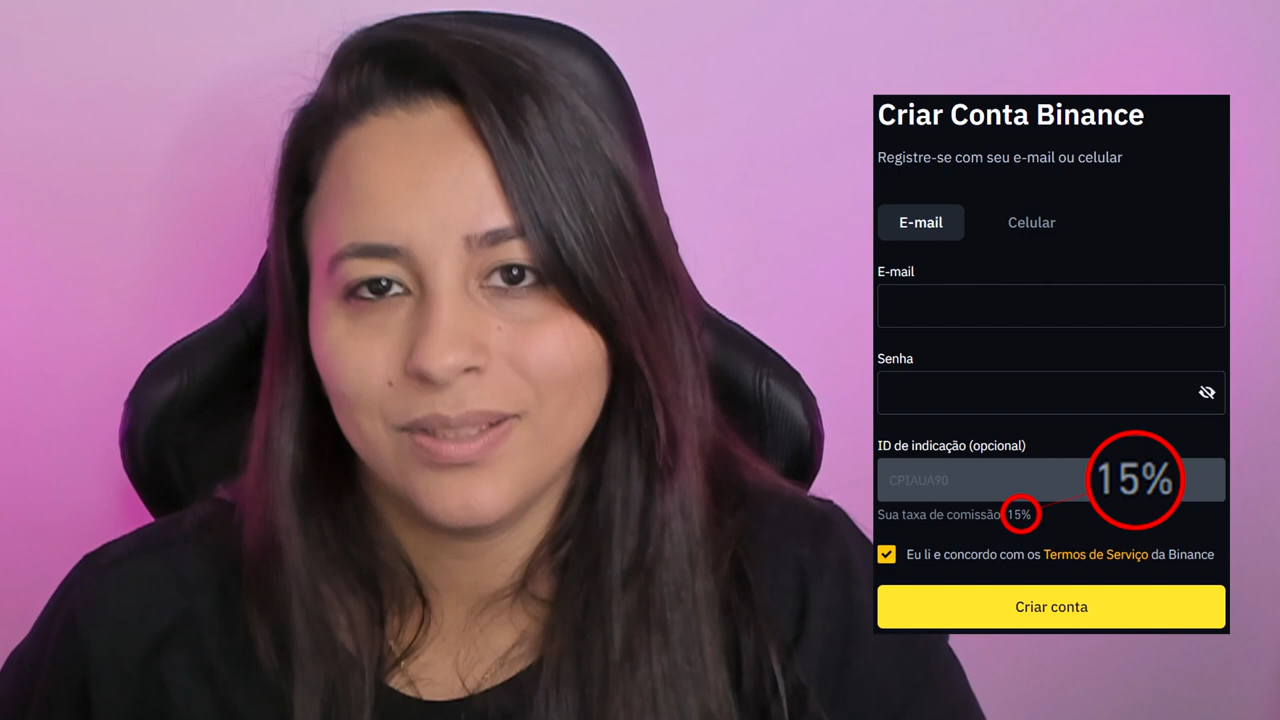 Criar Conta Binance
Registre-se com seu e-mail ou celular
E-mail Celular
E-mail
Senha
ID de indicação (opcional)
CPIAUA90
15%
Sua taxa de comissão 15%
Eu li e concordo com os Termos de Serviço da Binance
Criar conta